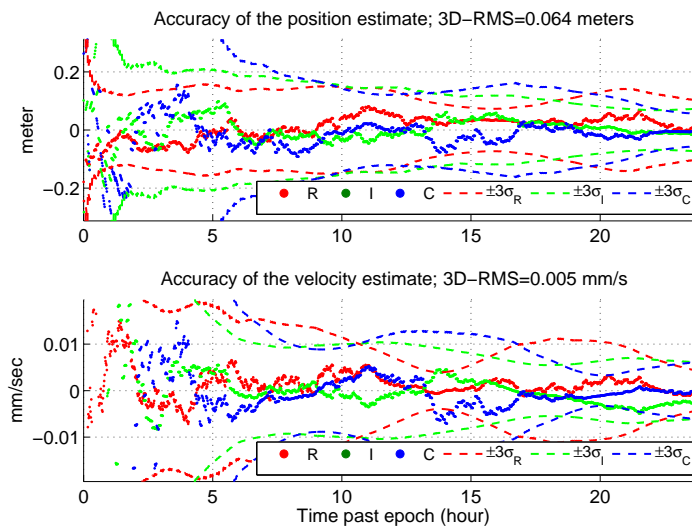 Accuracy of the position estimate; 3D−RMS=0.064 meters
0.2
0
−0.2
meter
R I C ±3σR ±3σI ±3σC
0 5 10 15 20
Accuracy of the velocity estimate; 3D−RMS=0.005 mm/s
0.01
0
−0.01
mm/sec
R I C ±3σR ±3σI ±3σC
0 5 10 15 20
Time past epoch (hour)